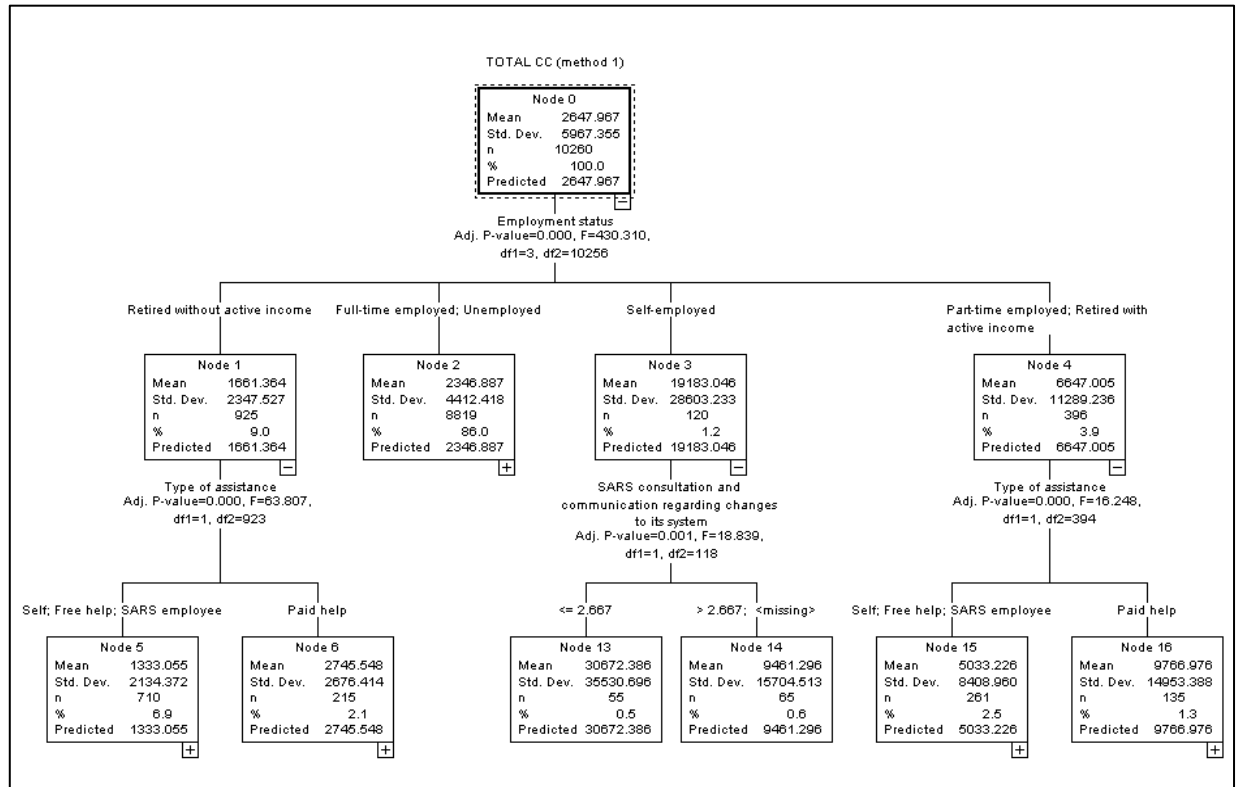 TOTAL CC (method 1)
Node 0
Mean 2647.967
Std. Dev. 5967.355
n 10260
% 100.0
Predicted 2647.967
Employment status
Adj. P-value=0.000, F=430.310,
df1=3, df2=10256
Retired without active income
Full-time employed; Unemployed
Self-employed
Part-time employed; Retired with
active income
Node 1
Mean 1661.364
Std. Dev. 2347.527
n 925
% 9.0
Predicted 1661.364
Node 2
Mean 2346.887
Std. Dev. 4412.418
n 8819
% 86.0
Predicted 2346.887
Node 3
Mean 19183.046
Std. Dev. 28603.233
n 120
% 1.2
Predicted 19183.046
Node 4
Mean 6647.005
Std. Dev. 11289.236
n 396
% 3.9
Predicted 6647.005
Type of assistance
Adj. P-value=0.000, F=63.807,
df1=1, df2=923
SARS consultation and
communication regarding changes
to its system
Adj. P-value=0.001, F=18.839,
df1=1, df2=118
Type of assistance
Adj. P-value=0.000, F=16.248,
df1=1, df2=394
Self; Free help; SARS employee
Paid help
<= 2.667
> 2.667; <missing>
Self; Free help; SARS employee
Paid help
Node 5
Mean 1333.055
Std. Dev. 2134.372
n 710
% 6.9
Predicted 1333.055
Node 6
Mean 2745.548
Std. Dev. 2676.414
n 215
% 2.1
Predicted 2745.548
Node 13
Mean 30672.386
Std. Dev. 35530.696
n 55
% 0.5
Predicted 30672.386
Node 14
Mean 9461.296
Std. Dev. 15704.513
n 65
% 0.6
Predicted 9461.296
Node 15
Mean 5033.226
Std. Dev. 8408.960
n 261
% 2.5
Predicted 5033.226
Node 16
Mean 9766.976
Std. Dev. 14953.388
n 135
% 1.3
Predicted 9766.976